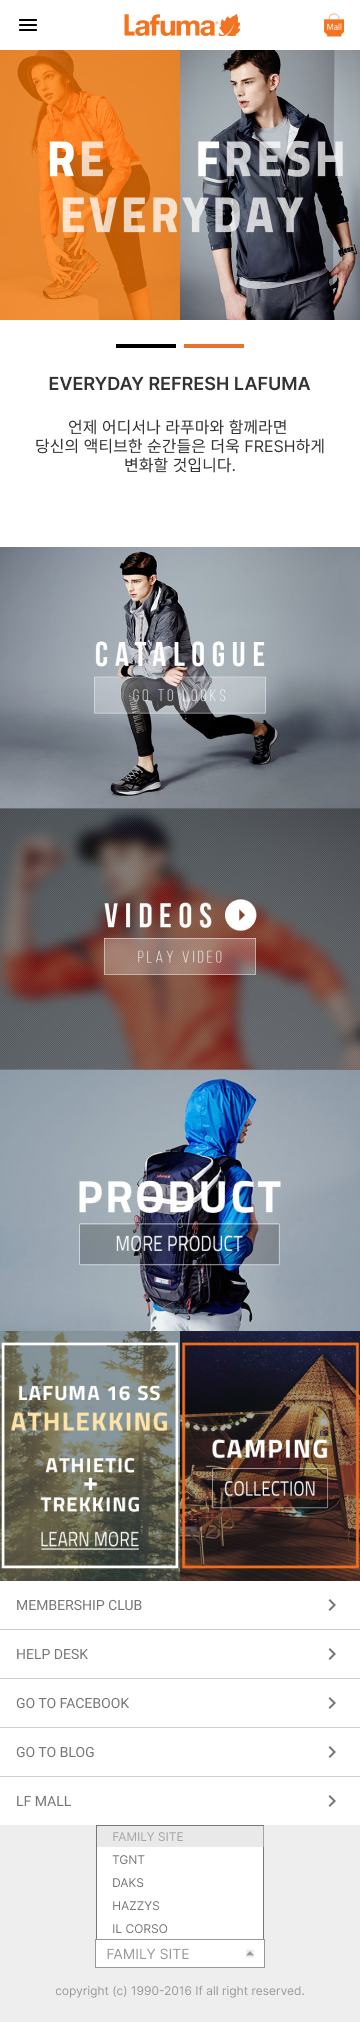 Lafuma
Mall
RE FRESH
EVERYDAY
EVERYDAY REFRESH LAFUMA
언제 어디서나 라푸마와 함께라면
당신의 액티브한 순간들은 더욱 FRESH하게
변화할 것입니다.
CATALOGUE
GO TO LOOKS
VIDEOS
PLAY VIDEO
PRODUCT
MORE PRODUCT
LAFUMA 16 SS
ATHLEKKING
ATHIETIC
+
TREKKING
LEARN MORE
CAMPING
COLLECTION
MEMBERSHIP CLUB
HELP DESK
GO TO FACEBOOK
GO TO BLOG
LF MALL
FAMILY SITE
TGNT
DAKS
HAZZYS
IL CORSO
FAMILY SITE
copyright (c) 1990-2016 lf all right reserved.